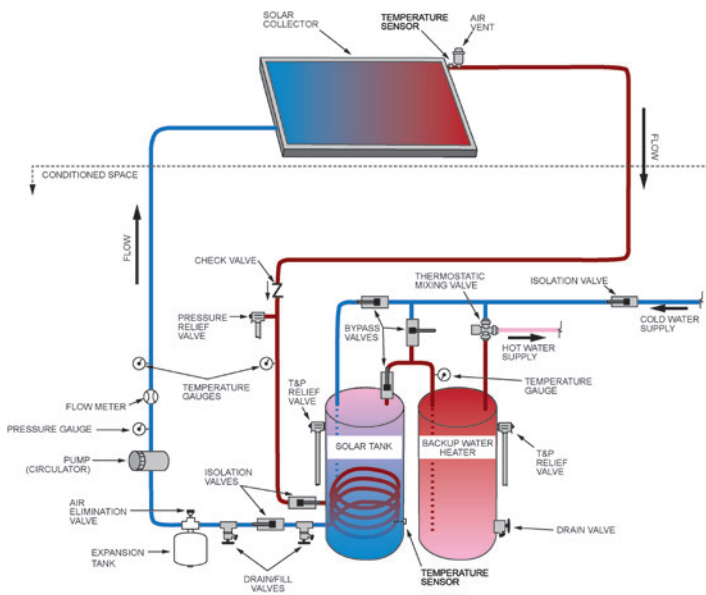 SOLAR
COLLECTOR
TEMPERATURE
SENSOR
AIR
VENT
FLOW
CONDITIONED SPACE
FLOW
CHECK VALVE
THERMOSTATIC
MIXING VALVE
ISOLATION VALVE
PRESSURE
RELIEF
VALVE
BYPASS
VALVES
COLD WATER
SUPPLY
HOT WATER
SUPPLY
TEMPERATURE
GAUGES
T&P
RELIEF
VALVE
TEMPERATURE
GAUGE
FLOW METER
PRESSURE GAUGE
SOLAR TANK
BACKUP WATER
HEATER
PUMP
(CIRCULATOR)
ISOLATION
VALVES
T&P
RELIEF
VALVE
AIR
ELIMINATION
VALVE
DRAIN VALVE
EXPANSION
TANK
DRAIN/FILL
VALVES
TEMPERATURE
SENSOR